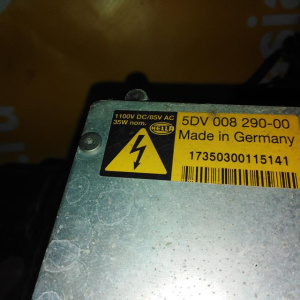 1100V DC/85V AC
35W nom.
HELLA
5DV 008 290-00
Made in Germany
17350300115141